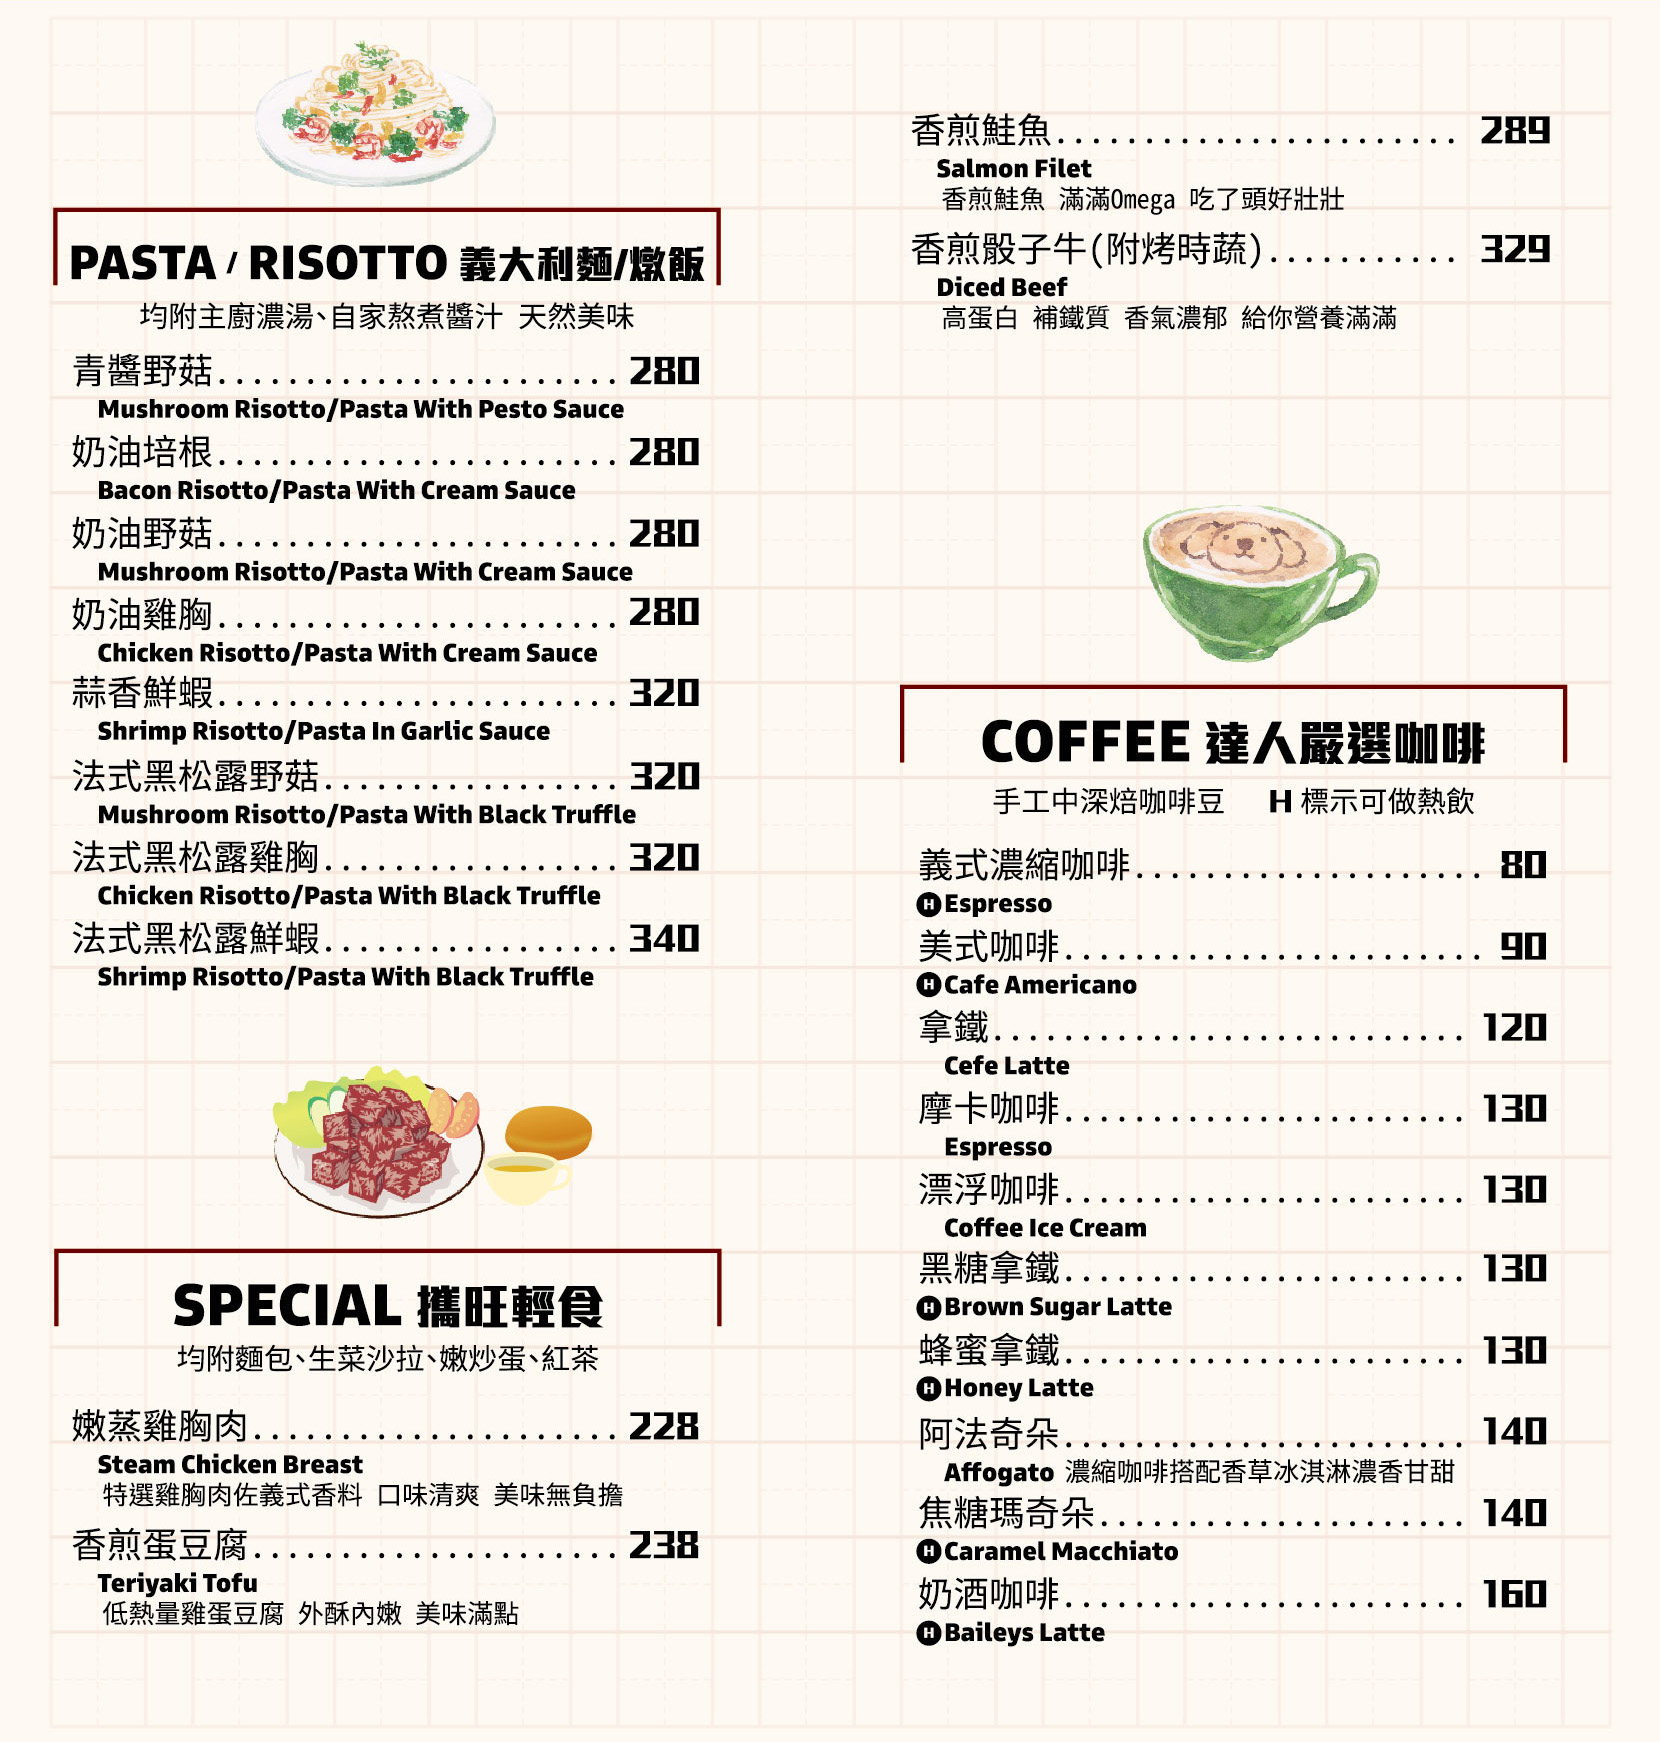 PASTA / RISOTTO 義大利麵/燉飯
均附主廚濃湯、自家熬煮醬汁 天然美味
青醬野菇....................... 280
Mushroom Risotto/Pasta With Pesto Sauce
奶油培根....................... 280
Bacon Risotto/Pasta With Cream Sauce
奶油野菇....................... 280
Mushroom Risotto/Pasta With Cream Sauce
奶油雞胸....................... 280
Chicken Risotto/Pasta With Cream Sauce
蒜香鮮蝦....................... 320
Shrimp Risotto/Pasta In Garlic Sauce
法式黑松露野菇................. 320
Mushroom Risotto/Pasta With Black Truffle
法式黑松露雞胸................. 320
Chicken Risotto/Pasta With Black Truffle
法式黑松露鮮蝦................. 340
Shrimp Risotto/Pasta With Black Truffle
SPECIAL 攜旺輕食
均附麵包、生菜沙拉、嫩炒蛋、紅茶
嫩蒸雞胸肉..................... 228
Steam Chicken Breast
特選雞胸肉佐義式香料 口味清爽 美味無負擔
香煎蛋豆腐..................... 238
Teriyaki Tofu
低熱量雞蛋豆腐 外酥內嫩 美味滿點
香煎鮭魚....................... 289
Salmon Filet
香煎鮭魚 滿滿Omega 吃了頭好壯壯
香煎骰子牛(附烤時蔬)........... 329
Diced Beef
高蛋白 補鐵質 香氣濃郁 給你營養滿滿
COFFEE 達人嚴選咖啡
手工中深焙咖啡豆 H 標示可做熱飲
義式濃縮咖啡.................... 80
H Espresso
美式咖啡........................ 90
H Cafe Americano
拿鐵........................... 120
Cefe Latte
摩卡咖啡....................... 130
Espresso
漂浮咖啡....................... 130
Coffee Ice Cream
黑糖拿鐵....................... 130
H Brown Sugar Latte
蜂蜜拿鐵....................... 130
H Honey Latte
阿法奇朵....................... 140
Affogato 濃縮咖啡搭配香草冰淇淋濃香甘甜
焦糖瑪奇朵..................... 140
H Caramel Macchiato
奶酒咖啡....................... 160
H Baileys Latte